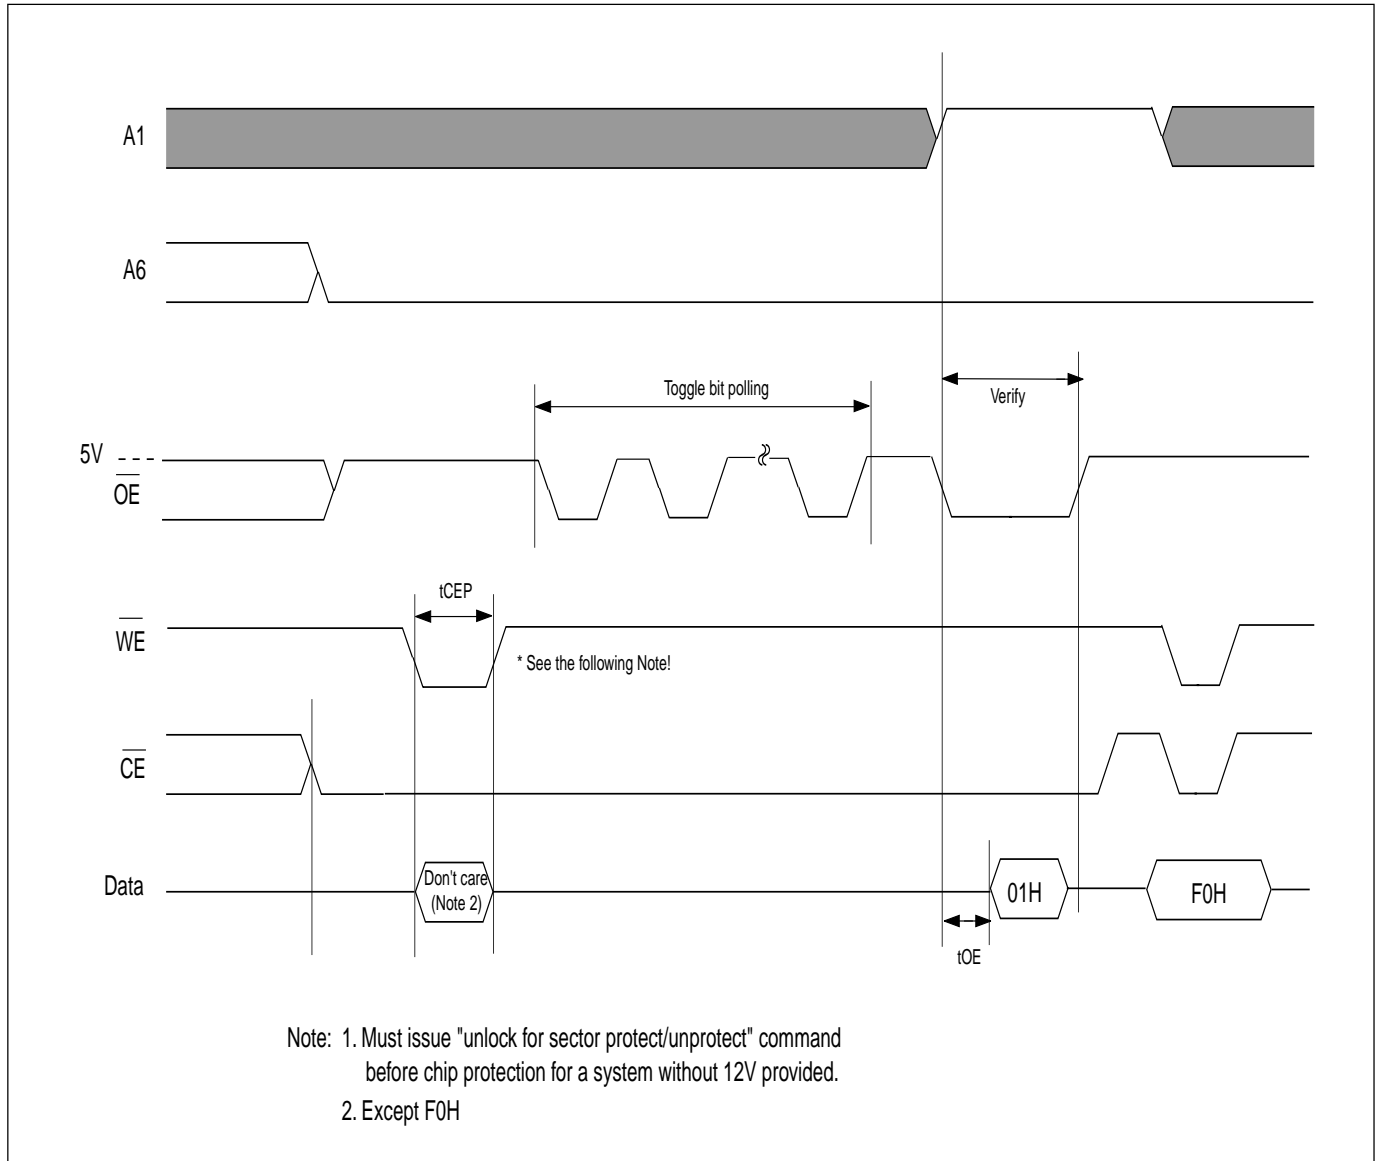 A1
A6
Toggle bit polling
Verify
5V
OE
tCEP
WE
* See the following Note!
CE
Data
Don't care
(Note 2)
01H
F0H
tOE
Note: 1. Must issue "unlock for sector protect/unprotect" command
before chip protection for a system without 12V provided.
2. Except F0H